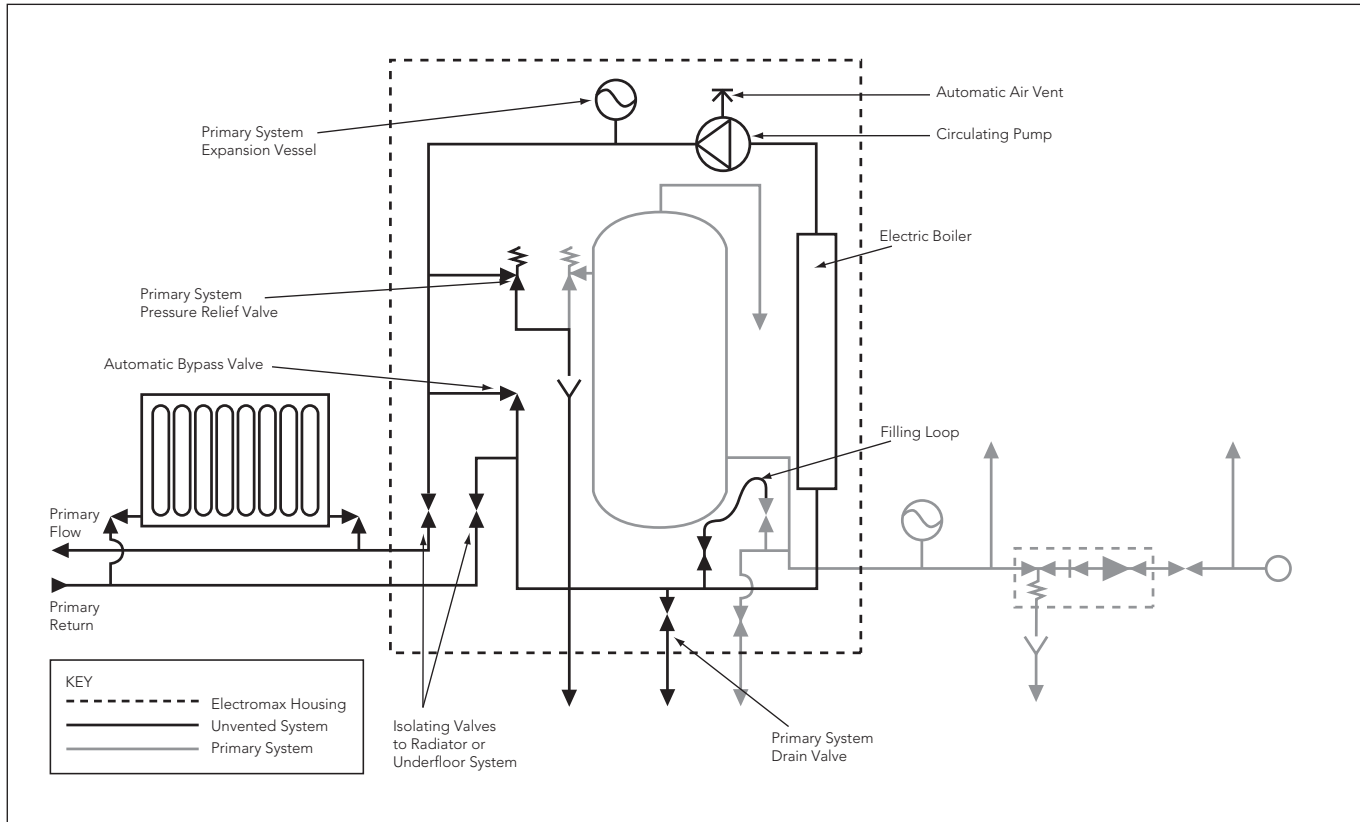 Automatic Air Vent
Primary System
Expansion Vessel
Circulating Pump
Electric Boiler
Primary System
Pressure Relief Valve
Automatic Bypass Valve
Filling Loop
Primary
Flow
Primary
Return
KEY
Electromax Housing
Unvented System
Primary System
Isolating Valves
to Radiator or
Underfloor System
Primary System
Drain Valve